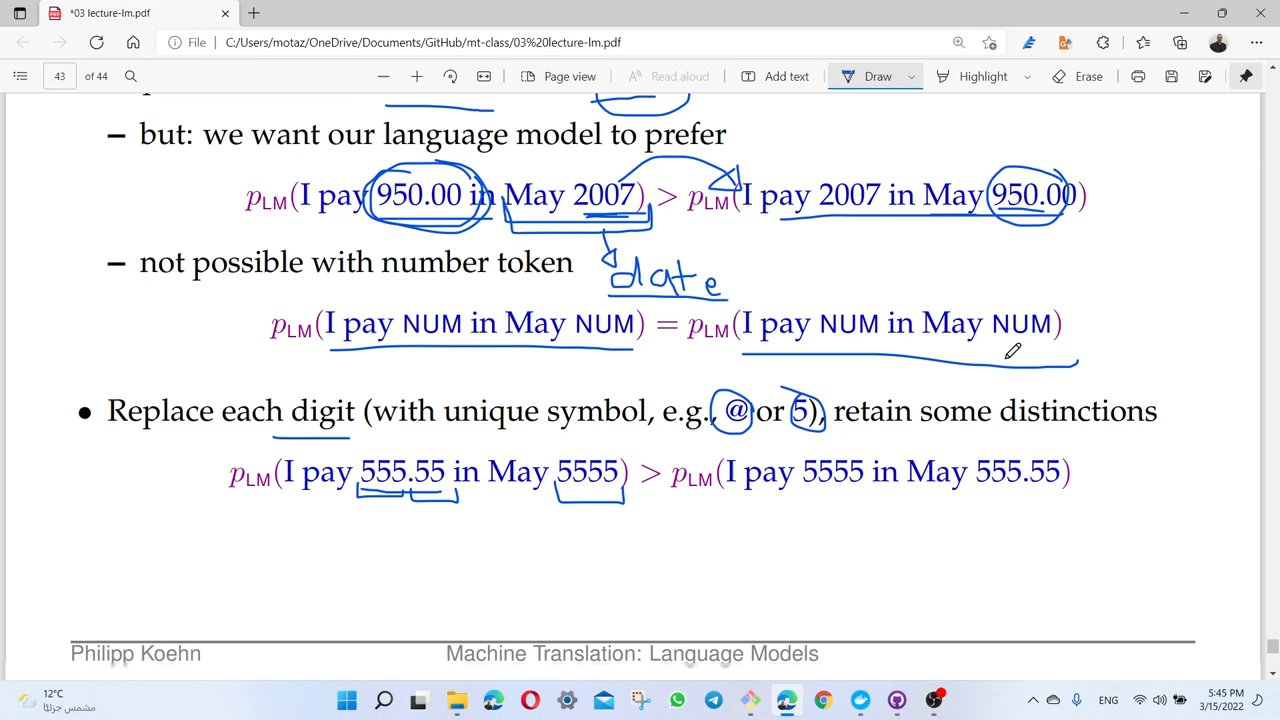 *03 lecture-lm.pdf
File C:/Users/motaz/OneDrive/Documents/GitHub/mt-class/03%20lecture-lm.pdf
43 of 44 Page view Read aloud Add text Draw Highlight Erase
– but: we want our language model to prefer
pLM(I pay 950.00 in May 2007) > pLM(I pay 2007 in May 950.00)
– not possible with number token
date
pLM(I pay NUM in May NUM) = pLM(I pay NUM in May NUM)
• Replace each digit (with unique symbol, e.g., @ or 5), retain some distinctions
pLM(I pay 555.55 in May 5555) > pLM(I pay 5555 in May 555.55)
Philipp Koehn Machine Translation: Language Models
12°C ENG 5:45 PM
مشمس جزئيًا 3/15/2022